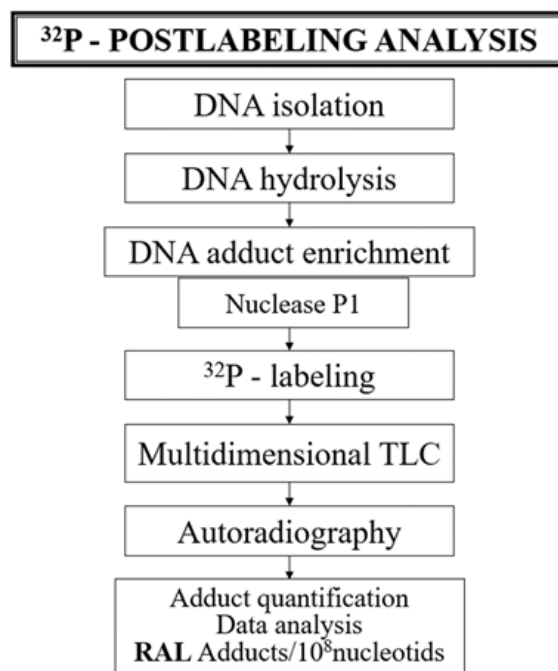 ³²P - POSTLABELING ANALYSIS
DNA isolation
DNA hydrolysis
DNA adduct enrichment
Nuclease P1
³²P - labeling
Multidimensional TLC
Autoradiography
Adduct quantification
Data analysis
RAL Adducts/10⁸nucleotids